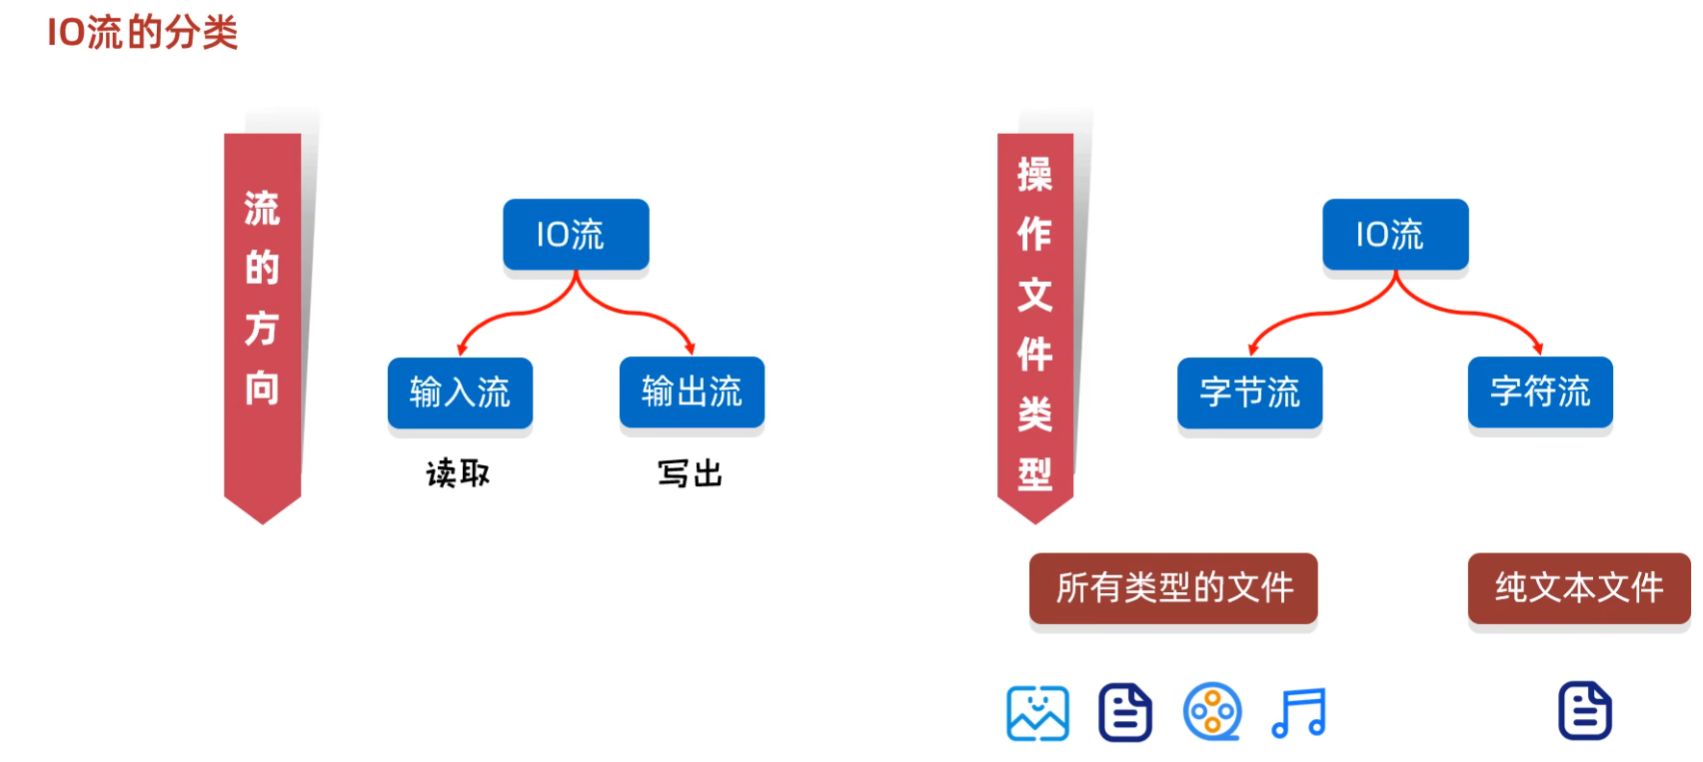 IO流的分类
流的方向
IO流
输入流
输出流
读取
写出
操作文件类型
IO流
字节流
字符流
所有类型的文件
纯文本文件